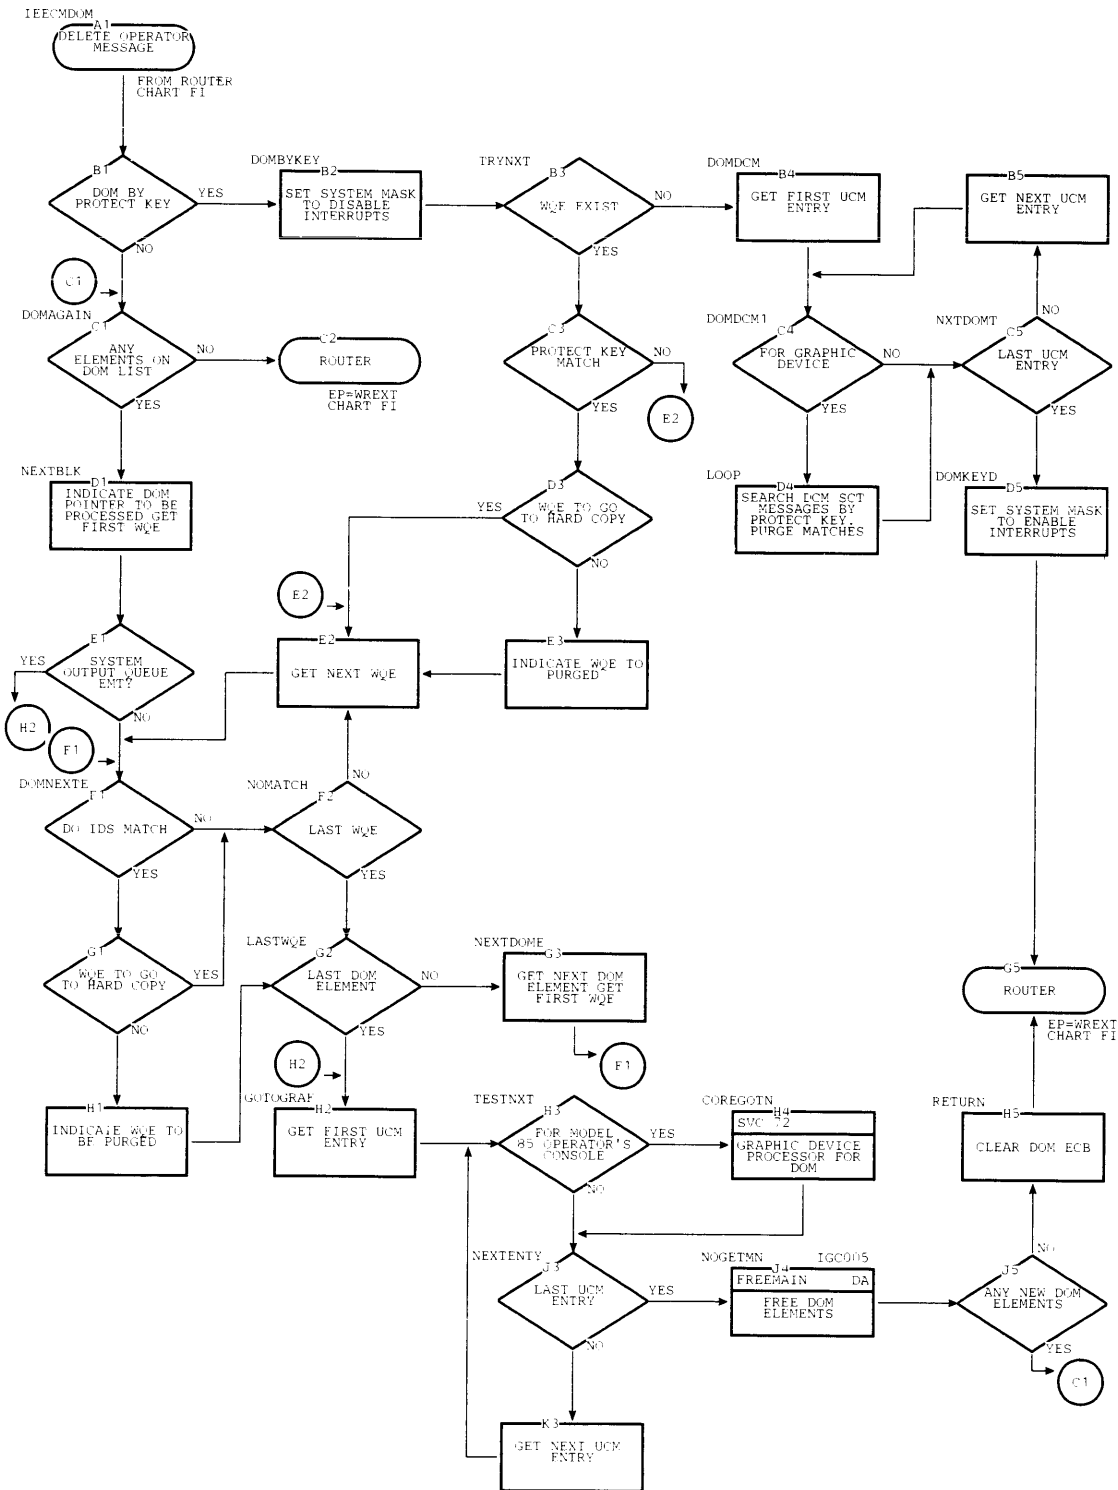 IEECMDOM
A1
DELETE OPERATOR
MESSAGE
FROM ROUTER
CHART FI
B1
DOM BY
PROTECT KEY
YES
NO
DOMBYKEY
B2
SET SYSTEM MASK
TO DISABLE
INTERRUPTS
TRYNXT
B3
WQE EXIST
NO
YES
DOMDCM
B4
GET FIRST UCM
ENTRY
B5
GET NEXT UCM
ENTRY
C1
DOMAGAIN
C1
ANY
ELEMENTS ON
DOM LIST
NO
YES
C2
ROUTER
EP=WREXT
CHART FI
C3
PROTECT KEY
MATCH
NO
YES
E2
DOMDCM1
C4
FOR GRAPHIC
DEVICE
NO
YES
NXTDOMT
C5
LAST UCM
ENTRY
NO
YES
NEXTBLK
D1
INDICATE DOM
POINTER TO BE
PROCESSED GET
FIRST WQE
D3
WQE TO GO
TO HARD COPY
YES
NO
LOOP
D4
SEARCH DCM SCT
MESSAGES BY
PROTECT KEY.
PURGE MATCHES
DOMKEYD
D5
SET SYSTEM MASK
TO ENABLE
INTERRUPTS
E1
SYSTEM
OUTPUT QUEUE
EMT?
YES
NO
H2
E2
E2
GET NEXT WQE
E3
INDICATE WQE TO
PURGED
F1
DOMNEXTE
F1
DO IDS MATCH
NO
YES
NOMATCH
F2
LAST WQE
NO
YES
G1
WQE TO GO
TO HARD COPY
YES
NO
LASTWQE
G2
LAST DOM
ELEMENT
NO
YES
NEXTDOME
G3
GET NEXT DOM
ELEMENT GET
FIRST WQE
F1
G5
ROUTER
EP=WREXT
CHART FI
H1
INDICATE WQE TO
BE PURGED
H2
GOTOGRAF
H2
GET FIRST UCM
ENTRY
TESTNXT
H3
FOR MODEL
85 OPERATOR'S
CONSOLE
YES
NO
COREGOTN
H4
SVC 72
GRAPHIC DEVICE
PROCESSOR FOR
DOM
RETURN
H5
CLEAR DOM ECB
NEXTENTY
J3
LAST UCM
ENTRY
YES
NO
NOGETMN
IGC005
J4
FREEMAIN DA
FREE DOM
ELEMENTS
J5
ANY NEW DOM
ELEMENTS
NO
YES
C1
K3
GET NEXT UCM
ENTRY